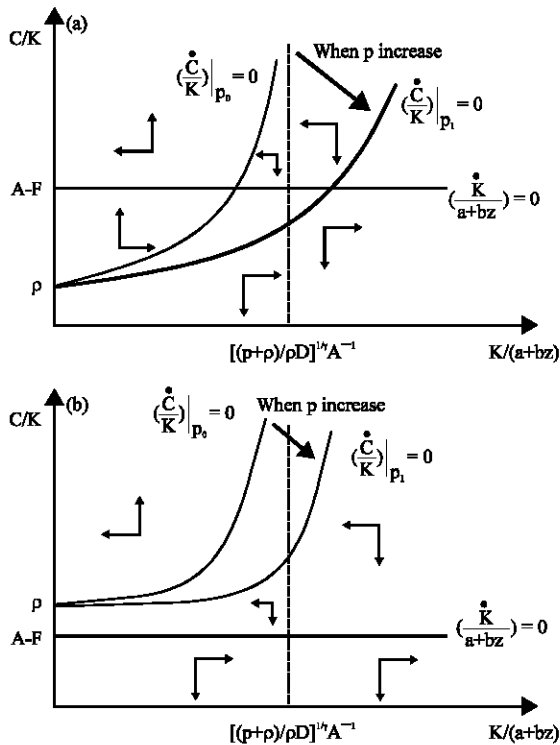 C/K
(a)
(Ċ/K)|p₀ = 0
When p increase
(Ċ/K)|p₁ = 0
A-F
(K̇/a+bz) = 0
ρ
[(p+ρ)/ρD]^1/γ A⁻¹
K/(a+bz)
C/K
(b)
(Ċ/K)|p₀ = 0
When p increase
(Ċ/K)|p₁ = 0
ρ
A-F
(K̇/a+bz) = 0
[(p+ρ)/ρD]^1/γ A⁻¹
K/(a+bz)